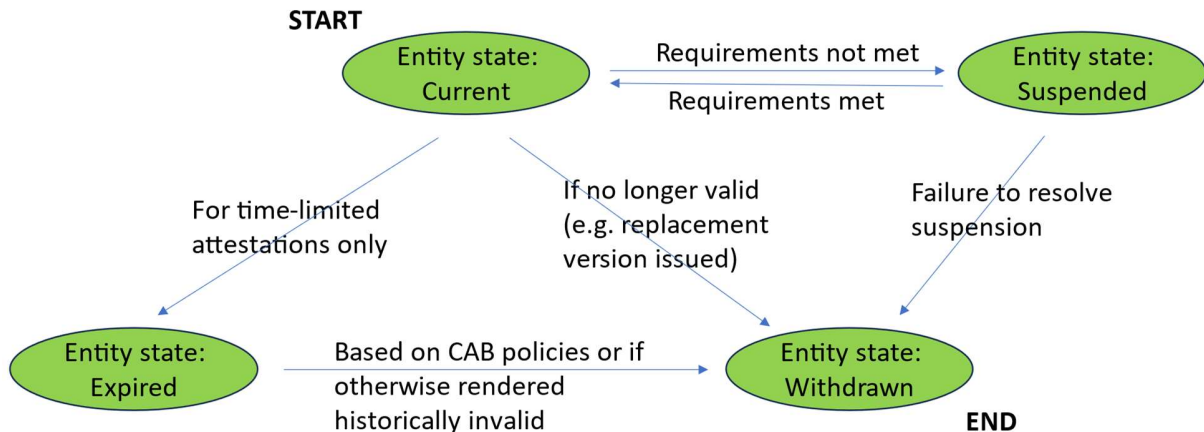 START
Entity state:
Current
Requirements not met
Requirements met
Entity state:
Suspended
For time-limited
attestations only
If no longer valid
(e.g. replacement
version issued)
Failure to resolve
suspension
Entity state:
Expired
Based on CAB policies or if
otherwise rendered
historically invalid
Entity state:
Withdrawn
END